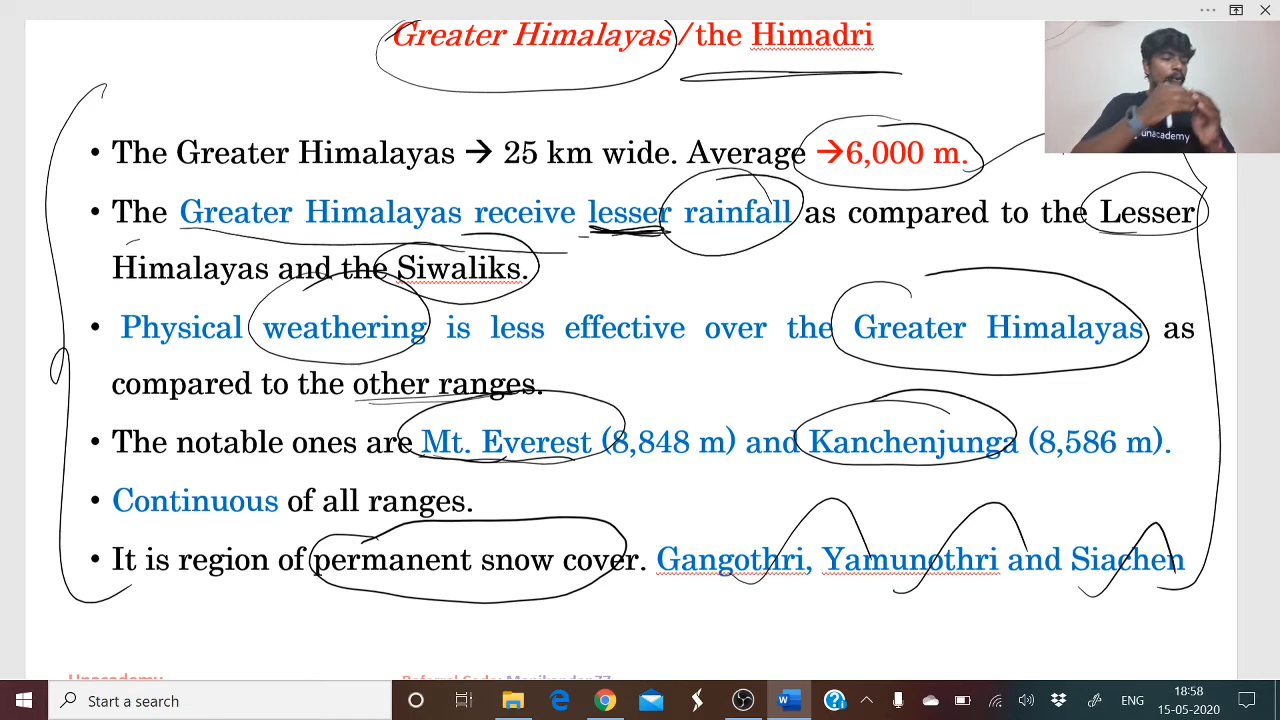 Greater Himalayas /the Himadri
unacademy
• The Greater Himalayas → 25 km wide. Average →6,000 m.
• The Greater Himalayas receive lesser rainfall as compared to the Lesser
Himalayas and the Siwaliks.
• Physical weathering is less effective over the Greater Himalayas as
compared to the other ranges.
• The notable ones are Mt. Everest (8,848 m) and Kanchenjunga (8,586 m).
• Continuous of all ranges.
• It is region of permanent snow cover. Gangothri, Yamunothri and Siachen
Unacademy Referral Code: Manikandan77
Start a search
ENG
18:58
15-05-2020